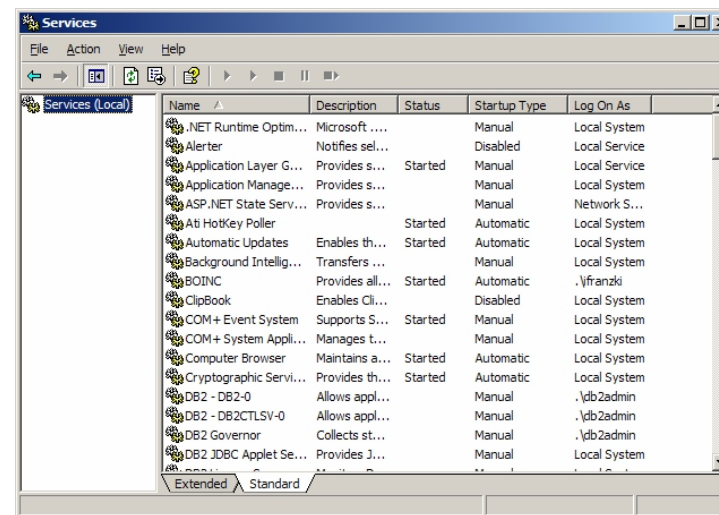 Services
File Action View Help
Services (Local)
Name Description Status Startup Type Log On As
.NET Runtime Optim... Microsoft .... Manual Local System
Alerter Notifies sel... Disabled Local Service
Application Layer G... Provides s... Started Manual Local Service
Application Manage... Provides s... Manual Local System
ASP.NET State Serv... Provides s... Manual Network S...
Ati HotKey Poller Started Automatic Local System
Automatic Updates Enables th... Started Automatic Local System
Background Intellig... Transfers ... Manual Local System
BOINC Provides all... Started Automatic .\jfranzki
ClipBook Enables Cli... Disabled Local System
COM+ Event System Supports S... Started Manual Local System
COM+ System Appli... Manages t... Manual Local System
Computer Browser Maintains a... Started Automatic Local System
Cryptographic Servi... Provides th... Started Automatic Local System
DB2 - DB2-0 Allows appl... Manual .\db2admin
DB2 - DB2CTLSV-0 Allows appl... Manual .\db2admin
DB2 Governor Collects st... Manual .\db2admin
DB2 JDBC Applet Se... Provides J... Manual Local System
Extended Standard